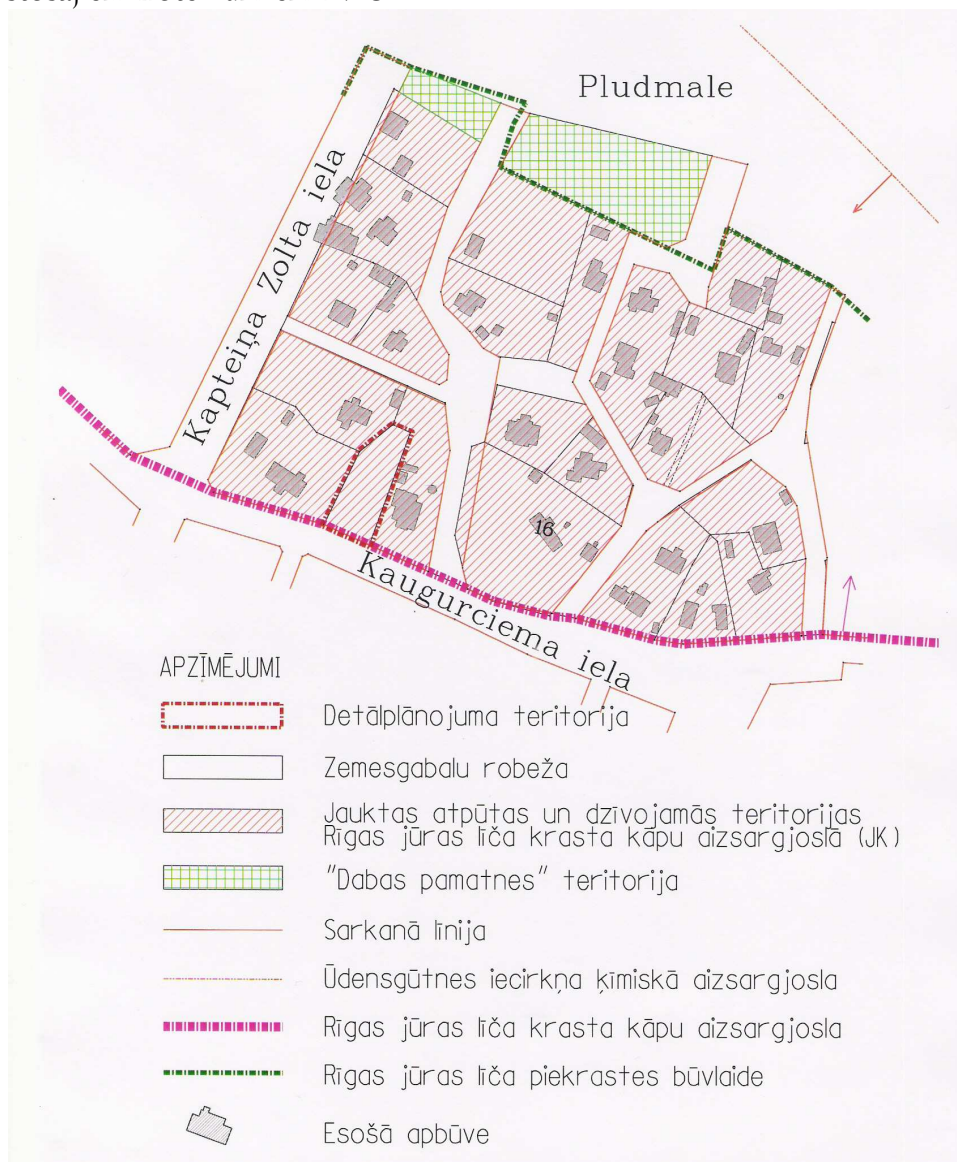 Pludmale
Kapteiņa Zolta iela
16
Kaugurciema iela
APZĪMĒJUMI
Detālplānojuma teritorija
Zemesgabalu robeža
Jauktas atpūtas un dzīvojamās teritorijas
Rīgas jūras līča krasta kāpu aizsargjoslā (JK)
"Dabas pamatnes" teritorija
Sarkanā līnija
Ūdensgūtnes iecirkņa ķīmiskā aizsargjosla
Rīgas jūras līča krasta kāpu aizsargjosla
Rīgas jūras līča piekrastes būvlaide
Esošā apbūve